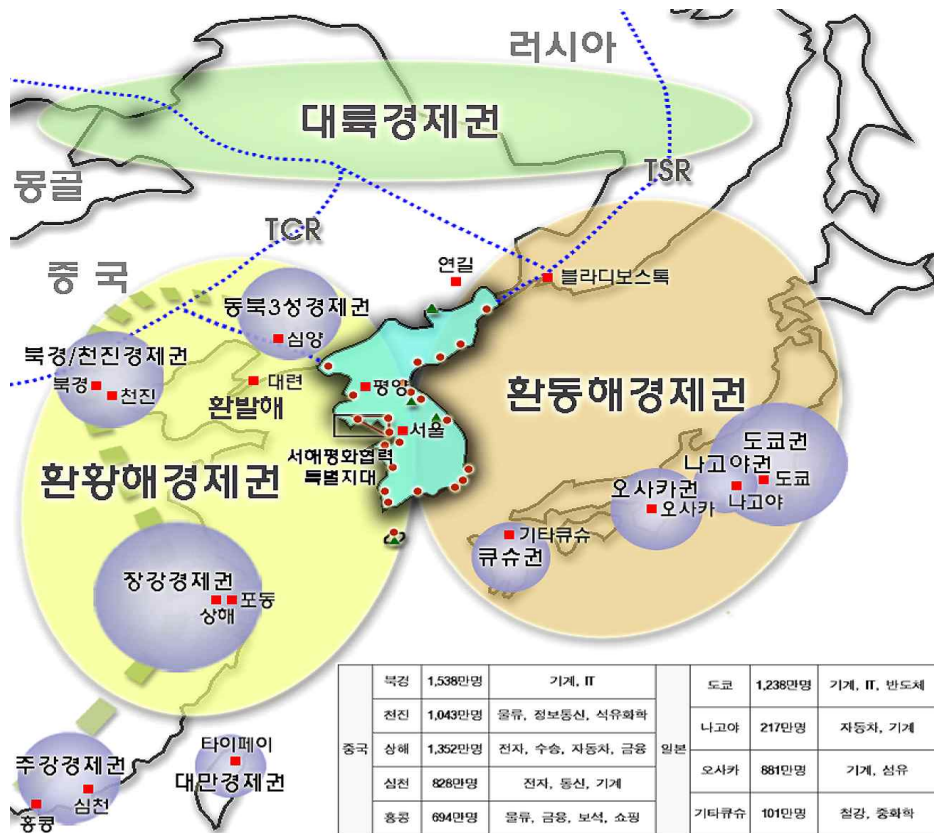 러시아
대륙경제권
몽골
TSR
TCR
중 국
연길
블라디보스톡
동북3성경제권
심양
북경/천진경제권
북경
천진
대련
환발해
평양
환동해경제권
서울
서해평화협력
특별지대
환황해경제권
도쿄권
나고야권
도쿄
나고야
오사카권
오사카
기타큐슈
큐슈권
장강경제권
포동
상해
타이페이
대만경제권
주강경제권
심천
홍콩
중국
북경 1,538만명 기계, IT
천진 1,043만명 물류, 정보통신, 석유화학
상해 1,352만명 전자, 수송, 자동차, 금융
심천 828만명 전자, 통신, 기계
홍콩 694만명 물류, 금융, 보석, 쇼핑
일본
도쿄 1,238만명 기계, IT, 반도체
나고야 217만명 자동차, 기계
오사카 881만명 기계, 섬유
기타큐슈 101만명 철강, 중화학